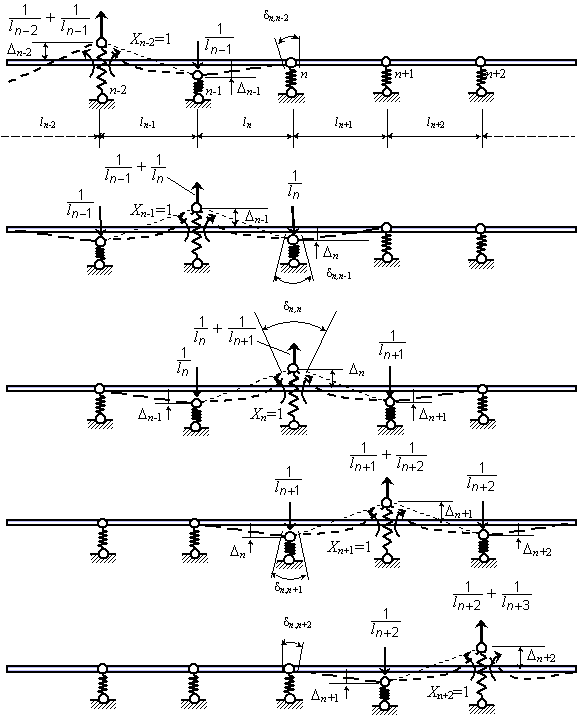 1/l_{n-2} + 1/l_{n-1}
X_{n-2}=1
1/l_{n-1}
δ_{n,n-2}
Δ_{n-2}
n-2
n-1
Δ_{n-1}
n
n+1
n+2
l_{n-2}
l_{n-1}
l_n
l_{n+1}
l_{n+2}
1/l_{n-1} + 1/l_n
1/l_{n-1}
X_{n-1}=1
Δ_{n-1}
1/l_n
Δ_n
δ_{n,n-1}
δ_{n,n}
1/l_n + 1/l_{n+1}
1/l_n
1/l_{n+1}
Δ_n
Δ_{n-1}
X_n=1
Δ_{n+1}
1/l_{n+1} + 1/l_{n+2}
1/l_{n+1}
1/l_{n+2}
Δ_{n+1}
Δ_n
X_{n+1}=1
Δ_{n+2}
δ_{n,n+1}
1/l_{n+2} + 1/l_{n+3}
δ_{n,n+2}
1/l_{n+2}
Δ_{n+2}
Δ_{n+1}
X_{n+2}=1